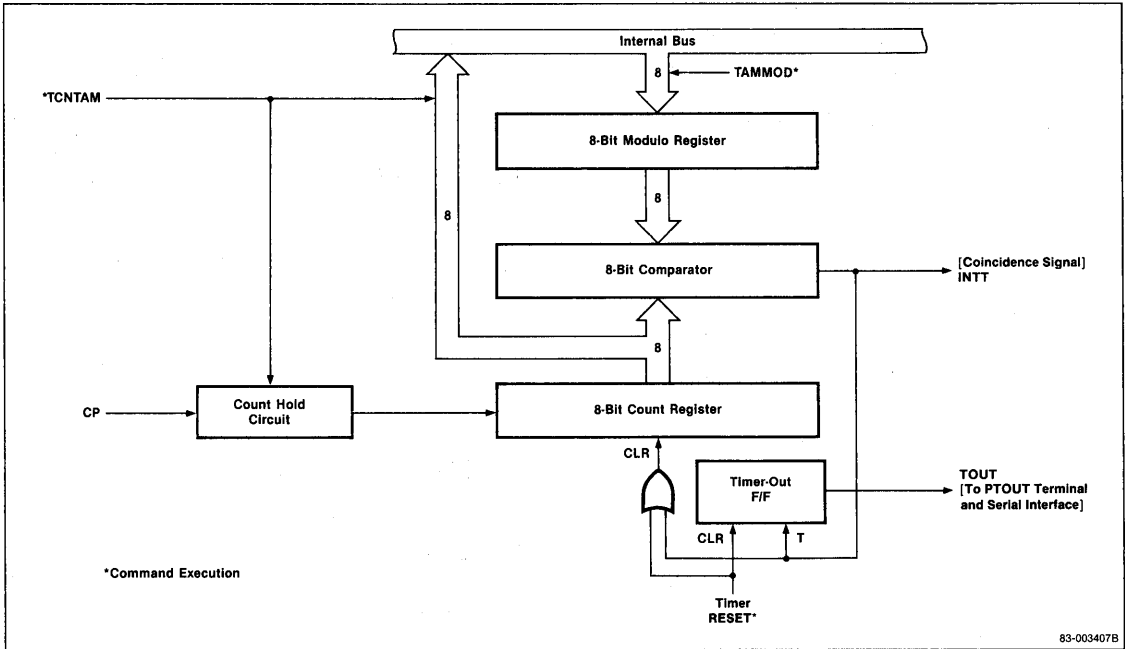 Internal Bus
8
TAMMOD*
*TCNTAM
8-Bit Modulo Register
8
8
8-Bit Comparator
[Coincidence Signal]
INTT
8
CP
Count Hold
Circuit
8-Bit Count Register
CLR
Timer-Out
F/F
TOUT
[To PTOUT Terminal
and Serial Interface]
CLR
T
*Command Execution
Timer
RESET*
83-003407B